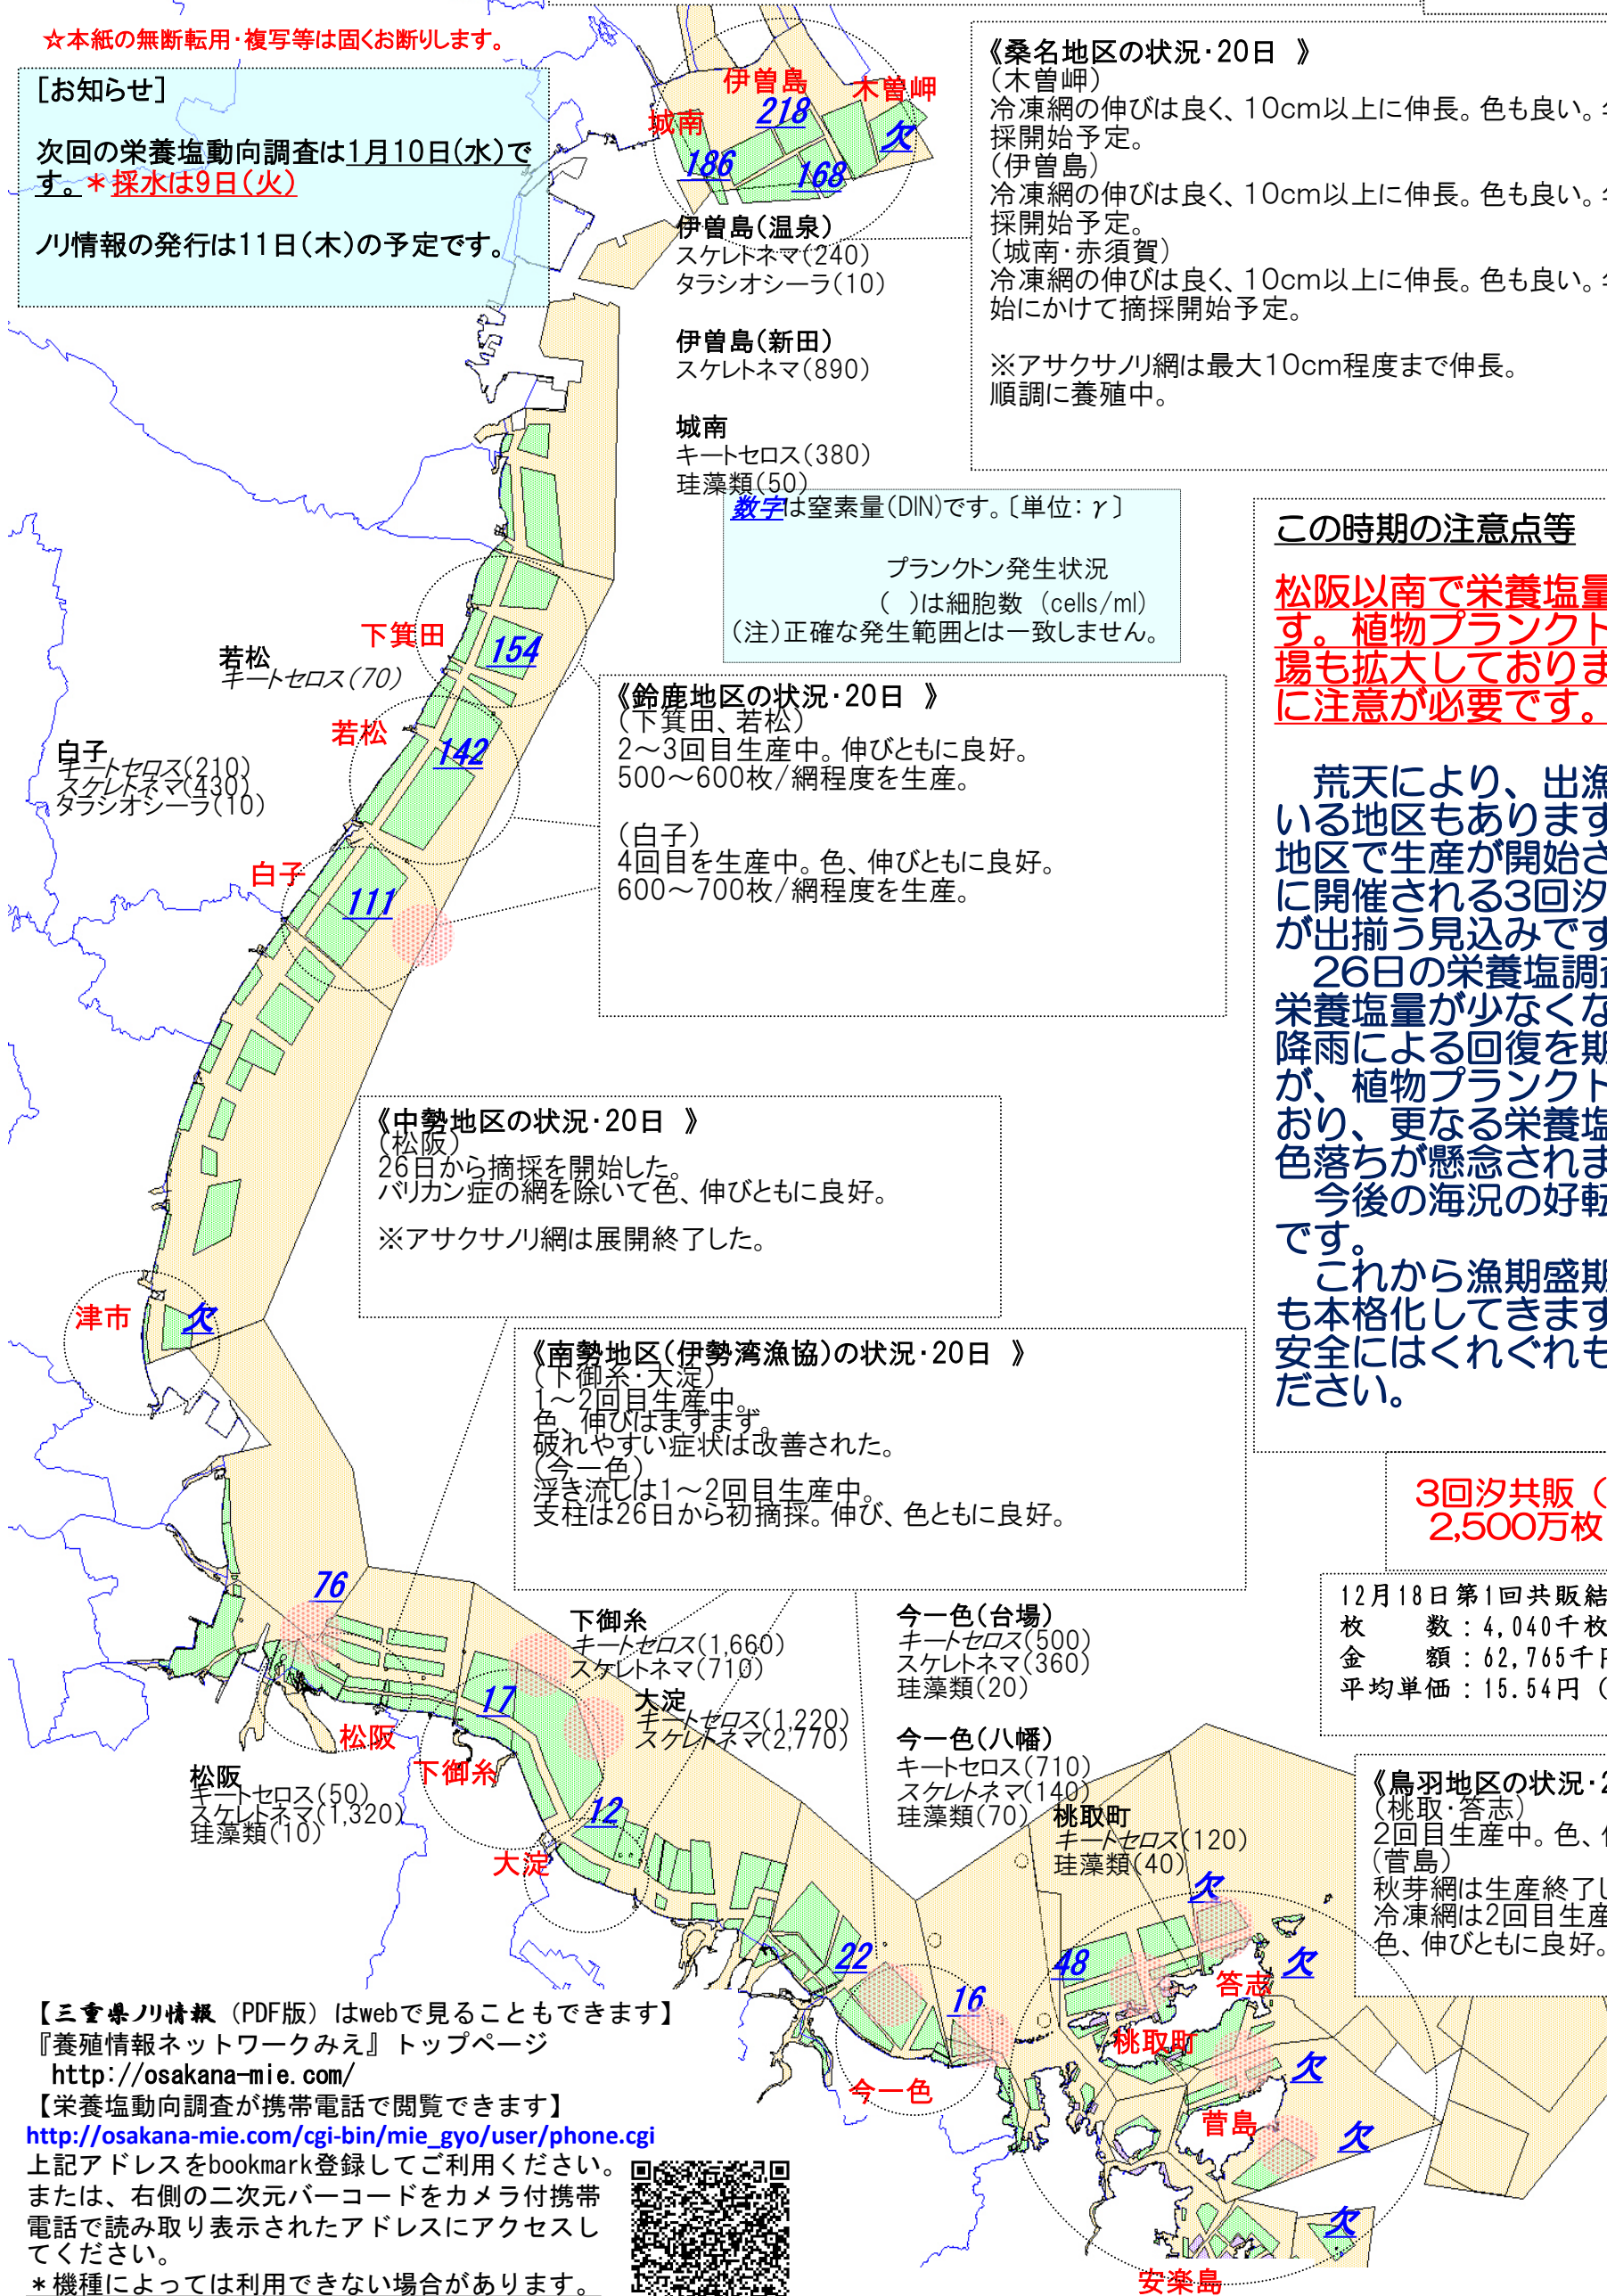 ☆本紙の無断転用・複写等は固くお断りします。
［お知らせ］
次回の栄養塩動向調査は1月10日(水)で
す。＊採水は9日(火)
ノリ情報の発行は11日(木)の予定です。
伊曽島
木曽岬
城南
218
欠
186
168
伊曽島(温泉)
スケレトネマ(240)
タラシオシーラ(10)
伊曽島(新田)
スケレトネマ(890)
城南
キートセロス(380)
珪藻類(50)
《桑名地区の状況・20日 》
(木曽岬)
冷凍網の伸びは良く、10cm以上に伸長。色も良い。
採開始予定。
(伊曽島)
冷凍網の伸びは良く、10cm以上に伸長。色も良い。
採開始予定。
(城南・赤須賀)
冷凍網の伸びは良く、10cm以上に伸長。色も良い。
始にかけて摘採開始予定。
※アサクサノリ網は最大10cm程度まで伸長。
順調に養殖中。
数字は窒素量(DIN)です。〔単位：γ〕
プランクトン発生状況
( )は細胞数 (cells/ml)
(注)正確な発生範囲とは一致しません。
この時期の注意点等
松阪以南で栄養塩量
す。植物プランクト
場も拡大しておりま
に注意が必要です。
荒天により、出漁
いる地区もあります
地区で生産が開始さ
に開催される3回汐
が出揃う見込みです
26日の栄養塩調査
栄養塩量が少なくな
降雨による回復を期
が、植物プランクト
おり、更なる栄養塩
色落ちが懸念されま
今後の海況の好転
です。
これから漁期盛期
も本格化してきます
安全にはくれぐれも
ださい。
下箕田
154
若松
キートセロス(70)
若松
142
白子
キートセロス(210)
スケレトネマ(430)
タラシオシーラ(10)
白子
111
《鈴鹿地区の状況・20日 》
(下箕田、若松)
2～3回目生産中。伸びともに良好。
500～600枚/網程度を生産。
(白子)
4回目を生産中。色、伸びともに良好。
600～700枚/網程度を生産。
《中勢地区の状況・20日 》
(松阪)
26日から摘採を開始した。
バリカン症の網を除いて色、伸びともに良好。
※アサクサノリ網は展開終了した。
津市
欠
《南勢地区(伊勢湾漁協)の状況・20日 》
(下御糸・大淀)
1～2回目生産中。
色、伸びはまずまず。
破れやすい症状は改善された。
(今一色)
浮き流しは1～2回目生産中。
支柱は26日から初摘採。伸び、色ともに良好。
3回汐共販（
2,500万枚
12月18日第1回共販結
枚　　数：4,040千枚
金　　額：62,765千円
平均単価：15.54円（
76
下御糸
キートセロス(1,660)
スケレトネマ(710)
今一色(台場)
キートセロス(500)
スケレトネマ(360)
珪藻類(20)
17
大淀
キートセロス(1,220)
スケレトネマ(2,770)
松阪
下御糸
今一色(八幡)
キートセロス(710)
スケレトネマ(140)
珪藻類(70)
松阪
キートセロス(50)
スケレトネマ(1,320)
珪藻類(10)
12
大淀
桃取町
キートセロス(120)
珪藻類(40)
《鳥羽地区の状況・2
(桃取・答志)
2回目生産中。色、
(菅島)
秋芽網は生産終了し
冷凍網は2回目生産
色、伸びともに良好。
欠
22
48
欠
答志
16
桃取町
欠
今一色
菅島
欠
欠
安楽島
【三重県ノリ情報（PDF版）はwebで見ることもできます】
『養殖情報ネットワークみえ』トップページ
http://osakana-mie.com/
【栄養塩動向調査が携帯電話で閲覧できます】
http://osakana-mie.com/cgi-bin/mie_gyo/user/phone.cgi
上記アドレスをbookmark登録してご利用ください。
または、右側の二次元バーコードをカメラ付携帯
電話で読み取り表示されたアドレスにアクセスし
てください。
＊機種によっては利用できない場合があります。